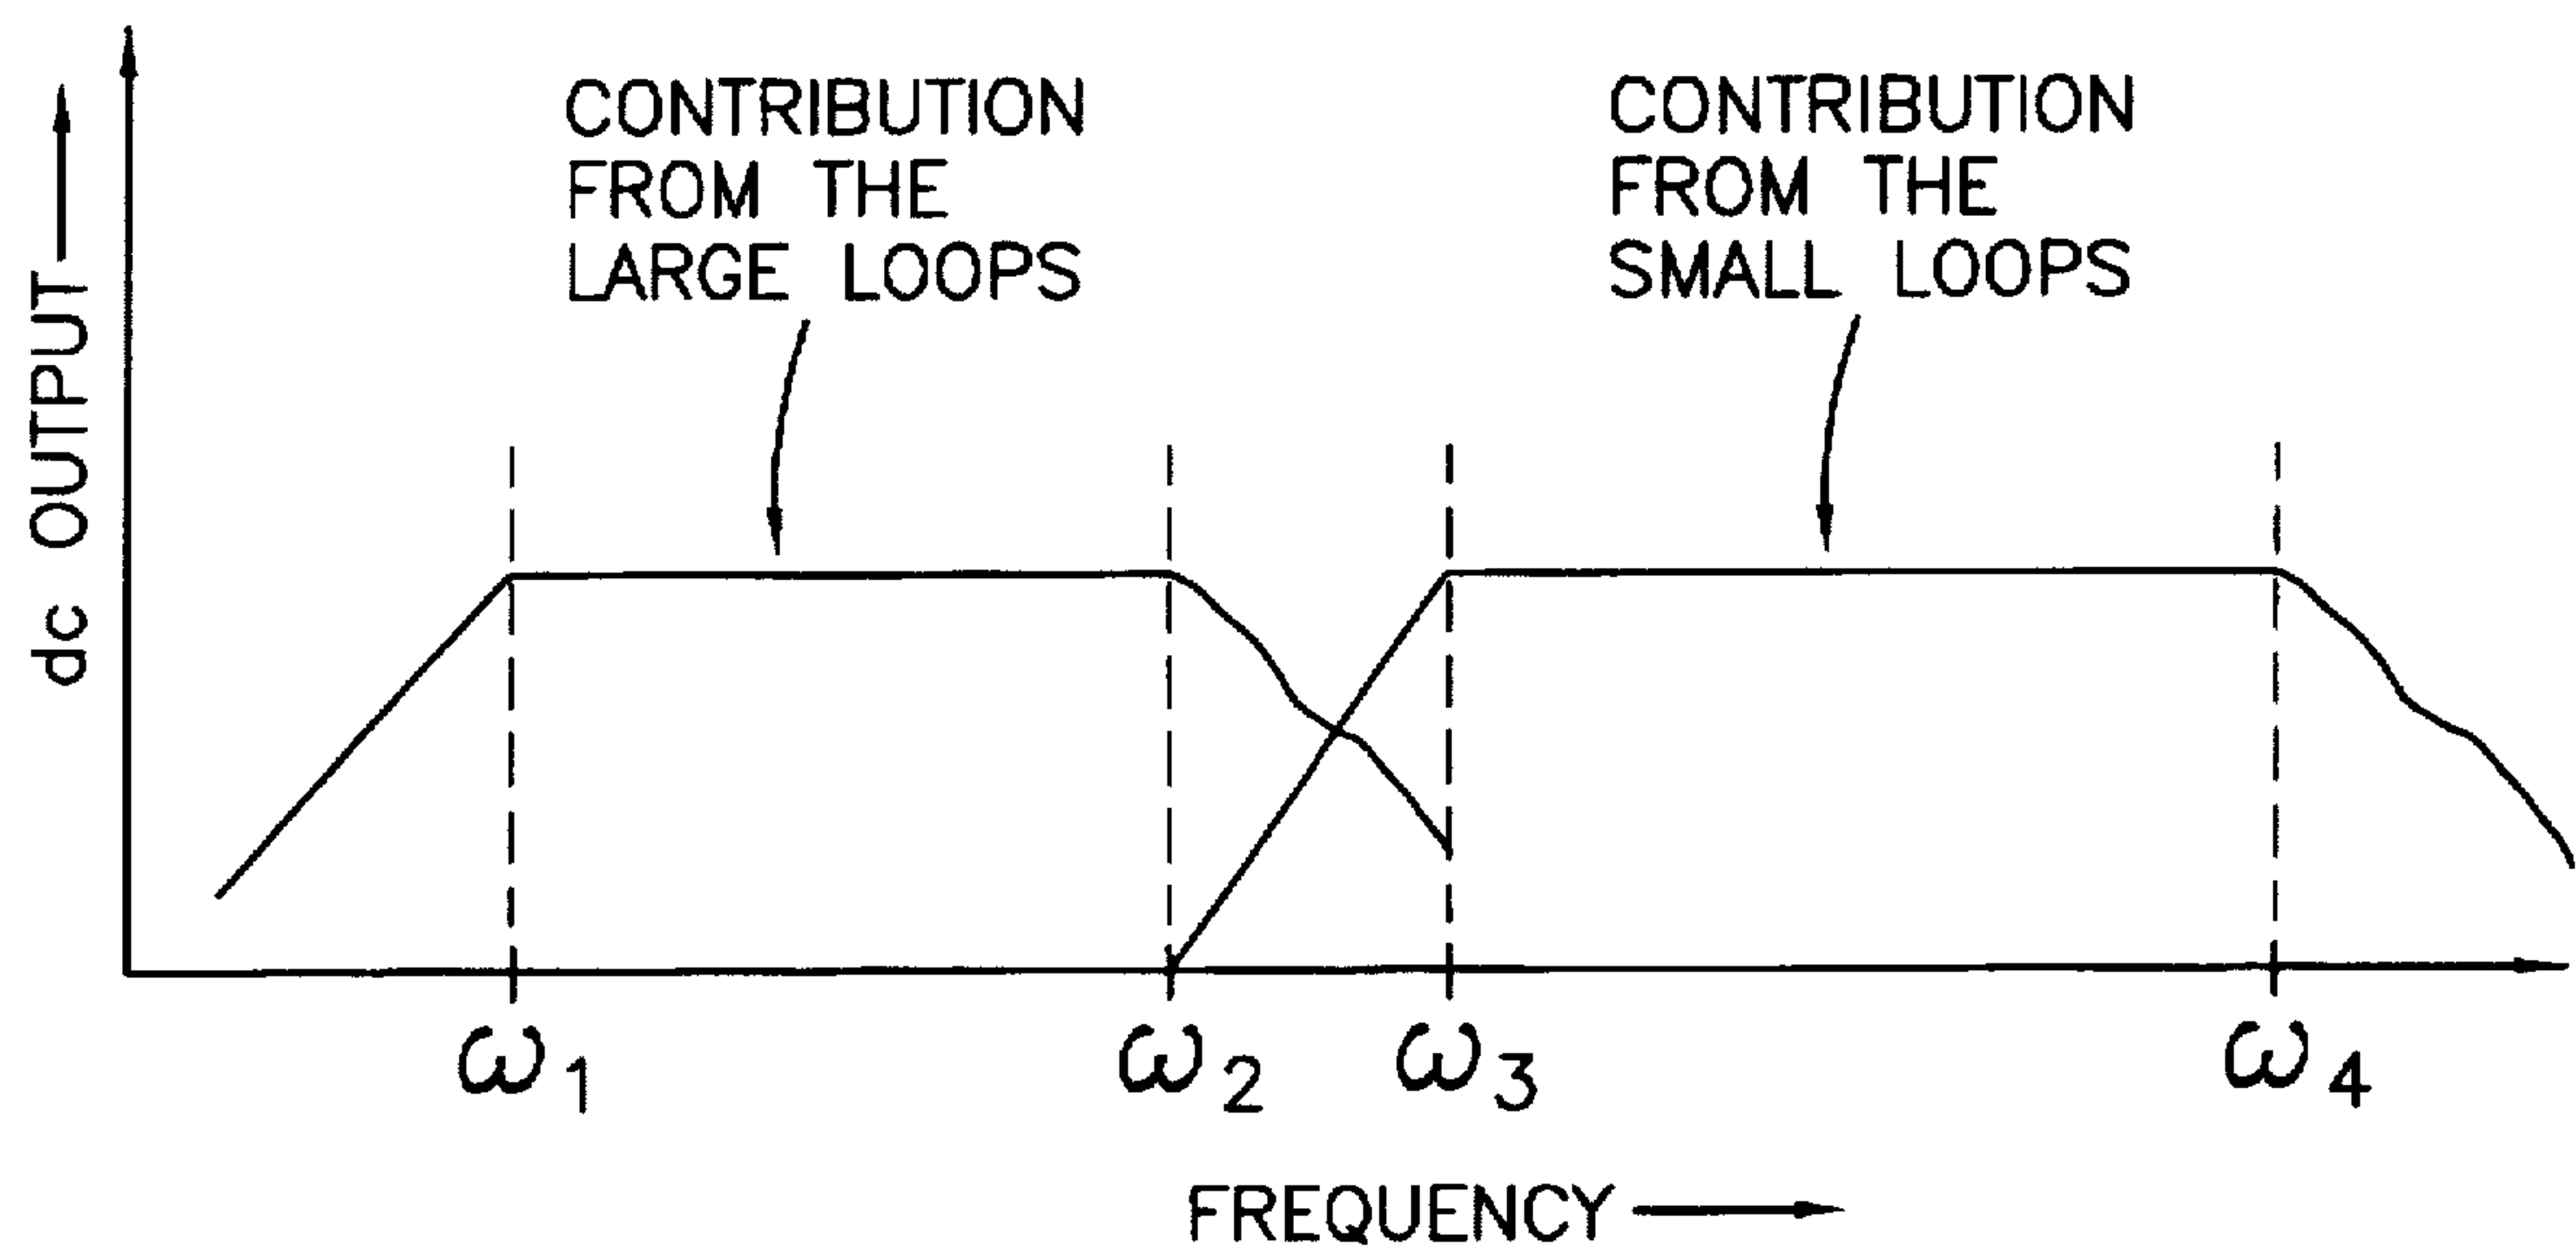 dc OUTPUT
CONTRIBUTION
FROM THE
LARGE LOOPS
CONTRIBUTION
FROM THE
SMALL LOOPS
ω1
ω2
ω3
ω4
FREQUENCY